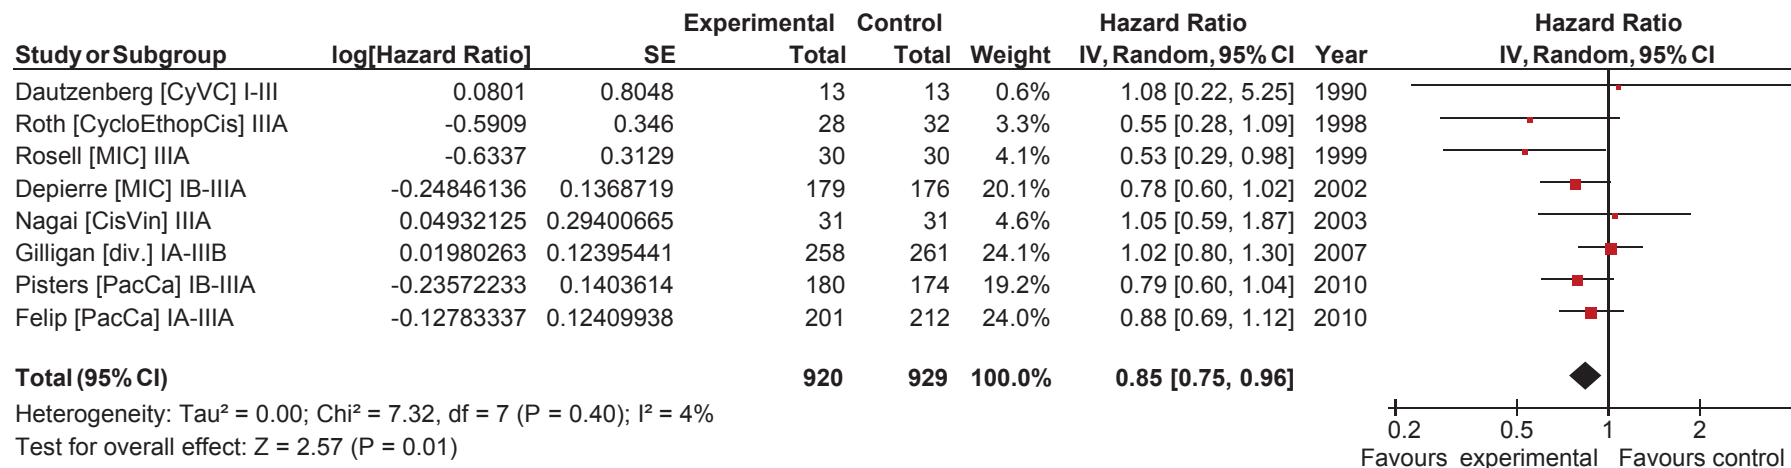 Experimental Control Hazard Ratio Hazard Ratio
Study or Subgroup log[Hazard Ratio] SE Total Total Weight IV, Random, 95% CI Year IV, Random, 95% CI
Dautzenberg [CyVC] I-III 0.0801 0.8048 13 13 0.6% 1.08 [0.22, 5.25] 1990
Roth [CycloEthopCis] IIIA -0.5909 0.346 28 32 3.3% 0.55 [0.28, 1.09] 1998
Rosell [MIC] IIIA -0.6337 0.3129 30 30 4.1% 0.53 [0.29, 0.98] 1999
Depierre [MIC] IB-IIIA -0.24846136 0.1368719 179 176 20.1% 0.78 [0.60, 1.02] 2002
Nagai [CisVin] IIIA 0.04932125 0.29400665 31 31 4.6% 1.05 [0.59, 1.87] 2003
Gilligan [div.] IA-IIIB 0.01980263 0.12395441 258 261 24.1% 1.02 [0.80, 1.30] 2007
Pisters [PacCa] IB-IIIA -0.23572233 0.1403614 180 174 19.2% 0.79 [0.60, 1.04] 2010
Felip [PacCa] IA-IIIA -0.12783337 0.12409938 201 212 24.0% 0.88 [0.69, 1.12] 2010
Total (95% CI) 920 929 100.0% 0.85 [0.75, 0.96]
Heterogeneity: Tau² = 0.00; Chi² = 7.32, df = 7 (P = 0.40); I² = 4%
Test for overall effect: Z = 2.57 (P = 0.01)
0.2 0.5 1 2
Favours experimental Favours control